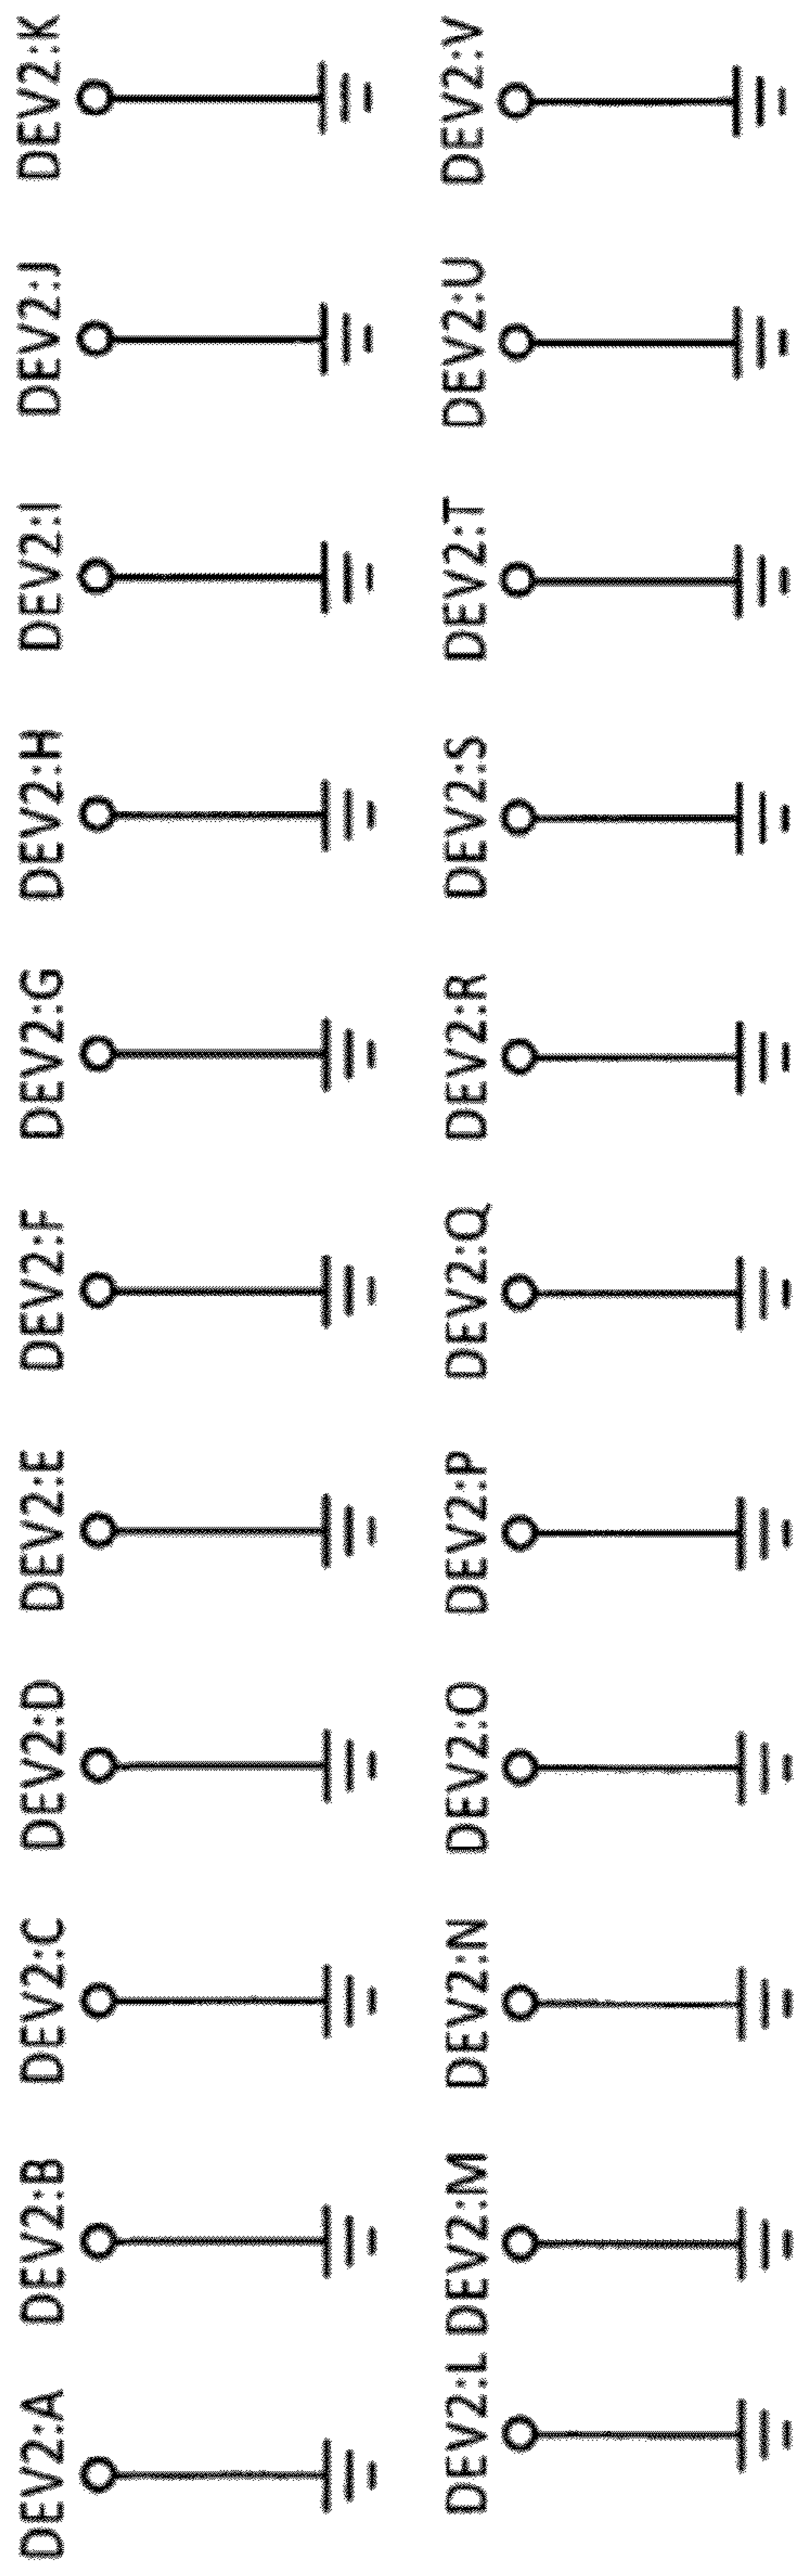 DEV2:A
DEV2:B
DEV2:C
DEV2:D
DEV2:E
DEV2:F
DEV2:G
DEV2:H
DEV2:I
DEV2:J
DEV2:K
DEV2:L
DEV2:M
DEV2:N
DEV2:O
DEV2:P
DEV2:Q
DEV2:R
DEV2:S
DEV2:T
DEV2:U
DEV2:V